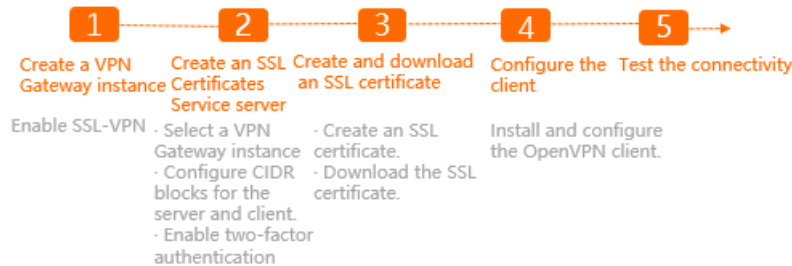 1
2
3
4
5
Create a VPN
Gateway instance
Enable SSL-VPN
Create an SSL
Certificates
Service server
· Select a VPN
Gateway instance
· Configure CIDR
blocks for the
server and client.
· Enable two-factor
authentication
Create and download
an SSL certificate
· Create an SSL
certificate.
· Download the SSL
certificate.
Configure the
client
Install and configure
the OpenVPN client.
Test the connectivity